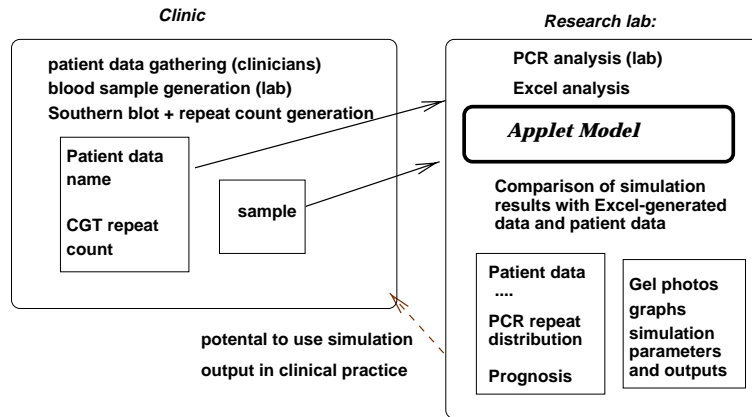 Clinic
patient data gathering (clinicians)
blood sample generation (lab)
Southern blot + repeat count generation
Patient data
name
CGT repeat
count
sample
potental to use simulation
output in clinical practice
Research lab:
PCR analysis (lab)
Excel analysis
Applet Model
Comparison of simulation
results with Excel-generated
data and patient data
Patient data
....
PCR repeat
distribution
Prognosis
Gel photos
graphs
simulation
parameters
and outputs